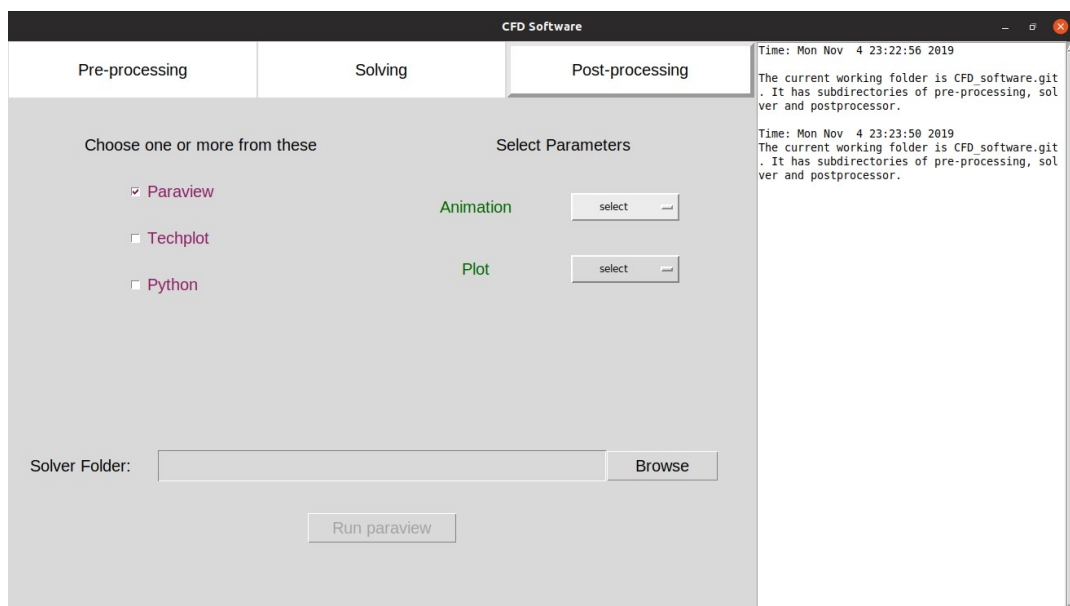 CFD Software
Pre-processing
Solving
Post-processing
Choose one or more from these
Select Parameters
Paraview
Techplot
Python
Animation
select
Plot
select
Solver Folder:
Browse
Run paraview
Time: Mon Nov  4 23:22:56 2019
The current working folder is CFD_software.git
. It has subdirectories of pre-processing, sol
ver and postprocessor.
Time: Mon Nov  4 23:23:50 2019
The current working folder is CFD_software.git
. It has subdirectories of pre-processing, sol
ver and postprocessor.